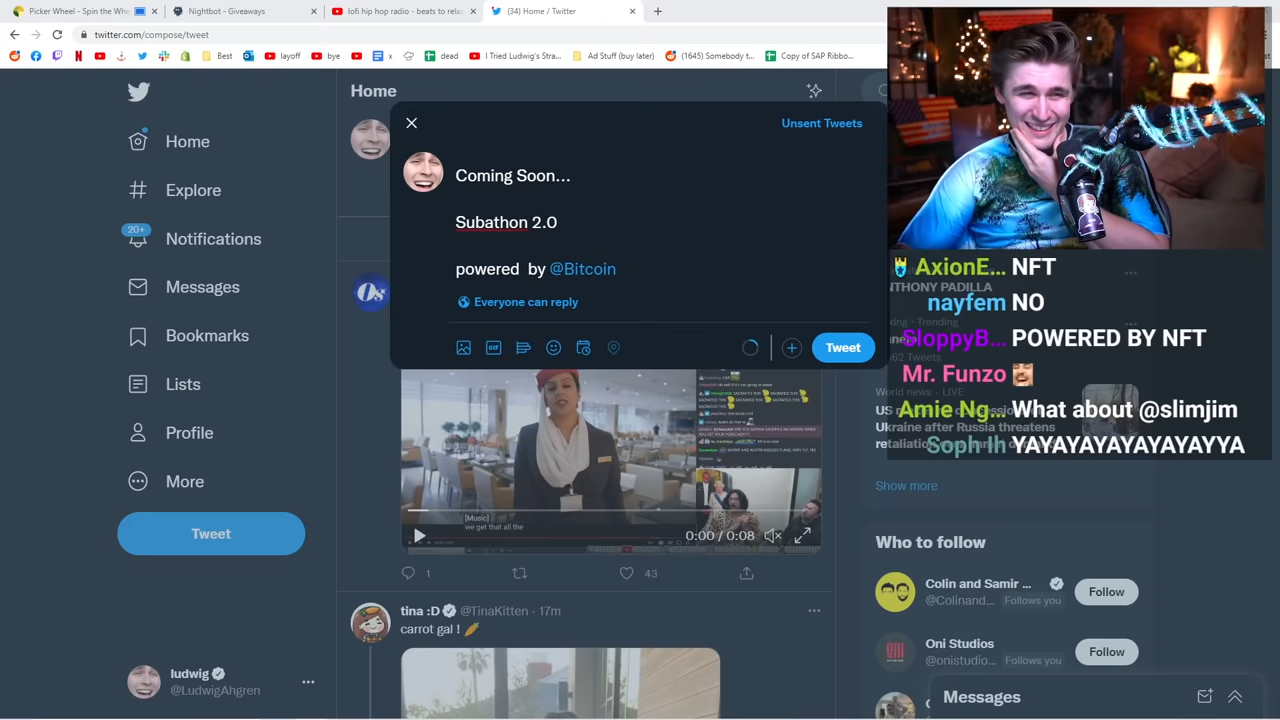 Picker Wheel - Spin the Whe
Nightbot - Giveaways
lofi hip hop radio - beats to rela
(34) Home / Twitter
twitter.com/compose/tweet
Best
layoff
bye
x
dead
I Tried Ludwig's Stra...
Ad Stuff (buy later)
(1645) Somebody t
Copy of SAP Ribbo...
Home
Explore
20+
Notifications
Messages
Bookmarks
Lists
Profile
More
Tweet
ludwig
@LudwigAhgren
Home
Unsent Tweets
Coming Soon...
Subathon 2.0
powered by @Bitcoin
Everyone can reply
GIF
Tweet
[Music]
we get that all the
0:00 / 0:08
1
43
tina :D @TinaKitten · 17m
carrot gal !
AxionE... NFT
nayfem NO
SloppyB... POWERED BY NFT
Mr. Funzo
Amie Ng... What about @slimjim
Soph Ih YAYAYAYAYAYAYYA
NTHONY PADILLA
Trending
62 Tweets
World news · LIVE
Ukraine after Russia threatens
Show more
Who to follow
Colin and Samir ...
@Colinand... Follows you
Follow
Oni Studios
@onistudio... Follows you
Follow
Messages